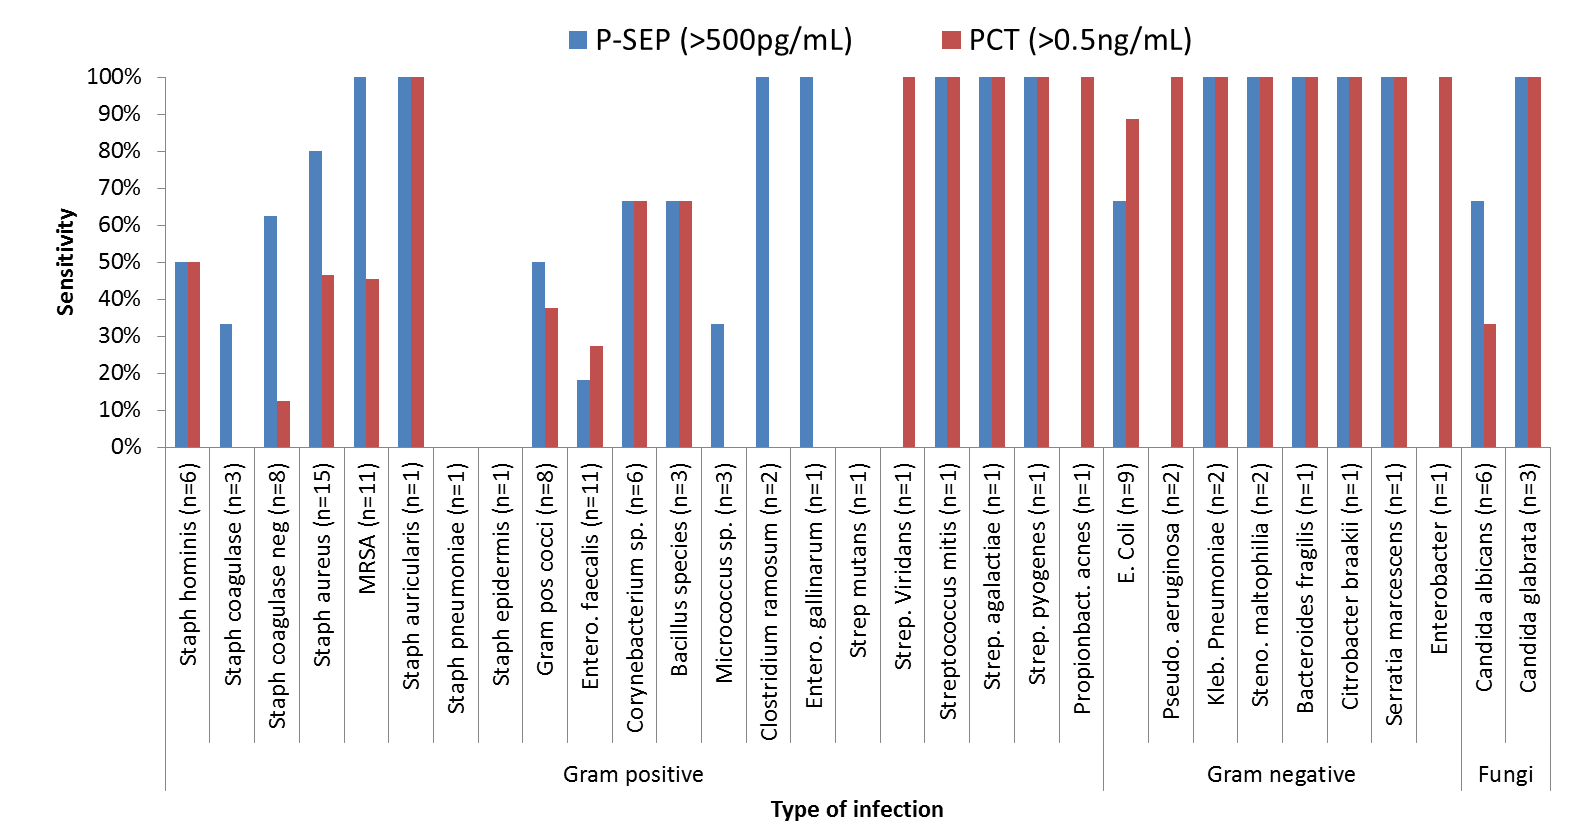 P-SEP (>500pg/mL) PCT (>0.5ng/mL)
100%
90%
80%
70%
60%
50%
40%
30%
20%
10%
0%
Sensitivity
Staph hominis (n=6)
Staph coagulase (n=3)
Staph coagulase neg (n=8)
Staph aureus (n=15)
MRSA (n=11)
Staph auricularis (n=1)
Staph pneumoniae (n=1)
Staph epidermis (n=1)
Gram pos cocci (n=8)
Entero. faecalis (n=11)
Corynebacterium sp. (n=6)
Bacillus species (n=3)
Micrococcus sp. (n=3)
Clostridium ramosum (n=2)
Entero. gallinarum (n=1)
Strep mutans (n=1)
Strep. Viridans (n=1)
Streptococcus mitis (n=1)
Strep. agalactiae (n=1)
Strep. pyogenes (n=1)
Propionbact. acnes (n=1)
E. Coli (n=9)
Pseudo. aeruginosa (n=2)
Kleb. Pneumoniae (n=2)
Steno. maltophilia (n=2)
Bacteroides fragilis (n=1)
Citrobacter braakii (n=1)
Serratia marcescens (n=1)
Enterobacter (n=1)
Candida albicans (n=6)
Candida glabrata (n=3)
Gram positive
Gram negative
Fungi
Type of infection